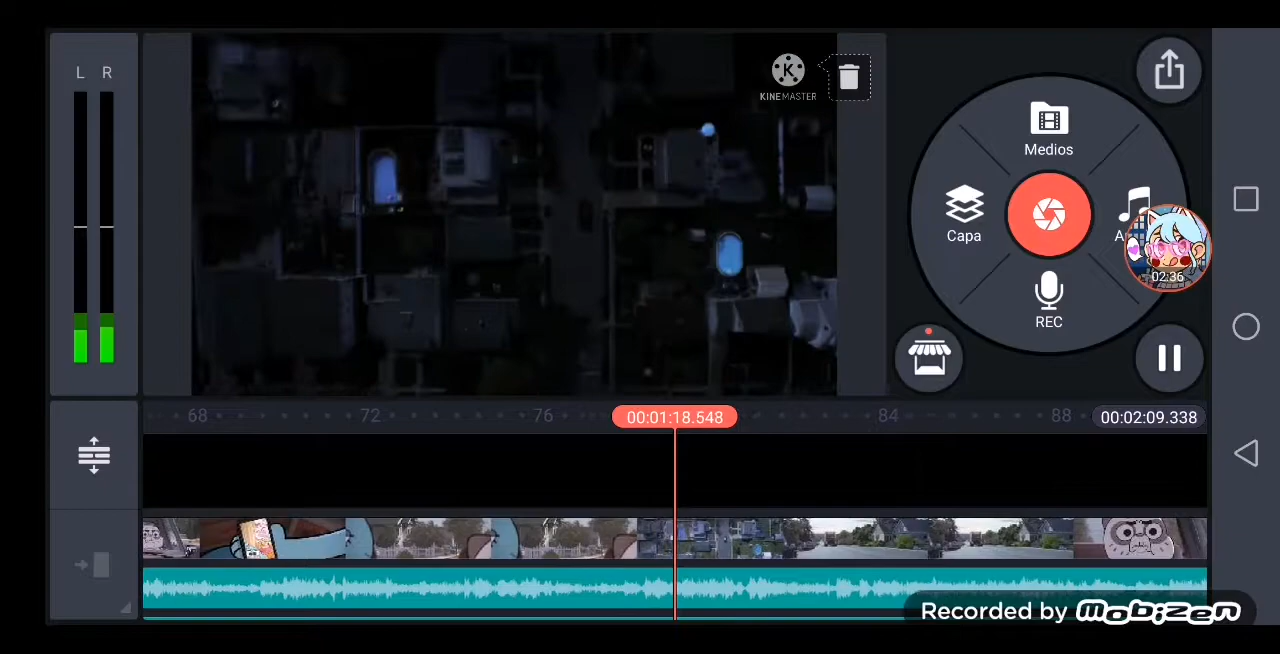 L R
KINEMASTER
Medios
Capa
A
02:36
REC
68 72 76 00:01:18.548 84 88 00:02:09.338
Recorded by mobizen